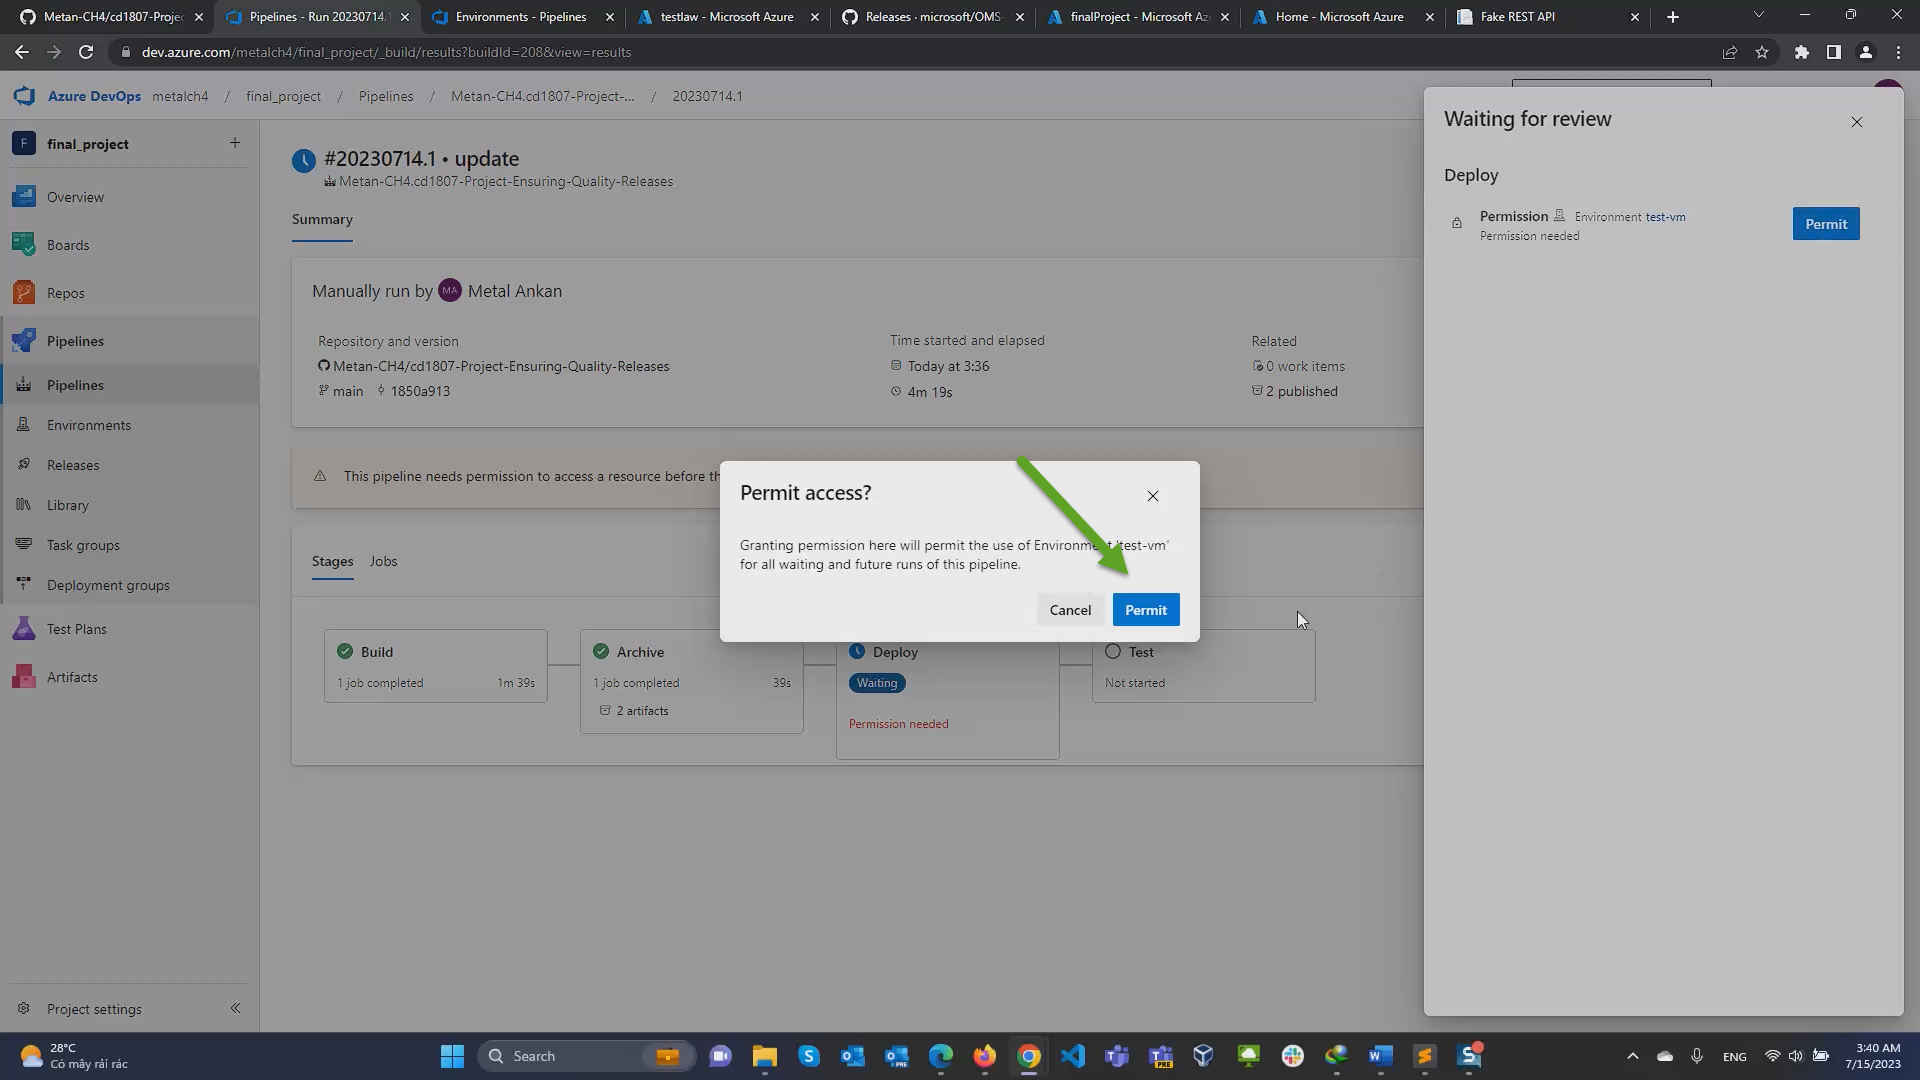 Metan-CH4/cd1807-Projec
Pipelines - Run 20230714.1
Environments - Pipelines
testlaw - Microsoft Azure
Releases · microsoft/OMS-
finalProject - Microsoft Az
Home - Microsoft Azure
Fake REST API
dev.azure.com/metalch4/final_project/_build/results?buildId=208&view=results
Azure DevOps metalch4 / final_project / Pipelines / Metan-CH4.cd1807-Project-... / 20230714.1
F final_project
Overview
Boards
Repos
Pipelines
Pipelines
Environments
Releases
Library
Task groups
Deployment groups
Test Plans
Artifacts
Project settings
#20230714.1 • update
Metan-CH4.cd1807-Project-Ensuring-Quality-Releases
Summary
Manually run by MA Metal Ankan
Repository and version
Metan-CH4/cd1807-Project-Ensuring-Quality-Releases
main 1850a913
Time started and elapsed
Today at 3:36
4m 19s
Related
0 work items
2 published
This pipeline needs permission to access a resource before th
Stages Jobs
Build
1 job completed 1m 39s
Archive
1 job completed 39s
2 artifacts
Deploy
Waiting
Permission needed
Test
Not started
Permit access?
Granting permission here will permit the use of Environment 'test-vm'
for all waiting and future runs of this pipeline.
Cancel Permit
Waiting for review
Deploy
Permission Environment test-vm
Permission needed
Permit
28°C
Có mây rải rác
Search
PRE
PRE
ENG
3:40 AM
7/15/2023